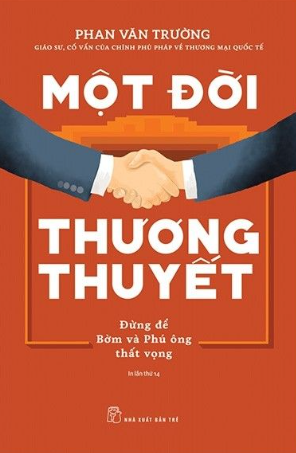 PHAN VĂN TRƯỜNG
GIÁO SƯ, CỐ VẤN CỦA CHÍNH PHỦ PHÁP VỀ THƯƠNG MẠI QUỐC TẾ
MỘT ĐỜI
THƯƠNG
THUYẾT
Đừng để
Bờm và Phú ông
thất vọng
In lần thứ 14
NHÀ XUẤT BẢN TRẺ